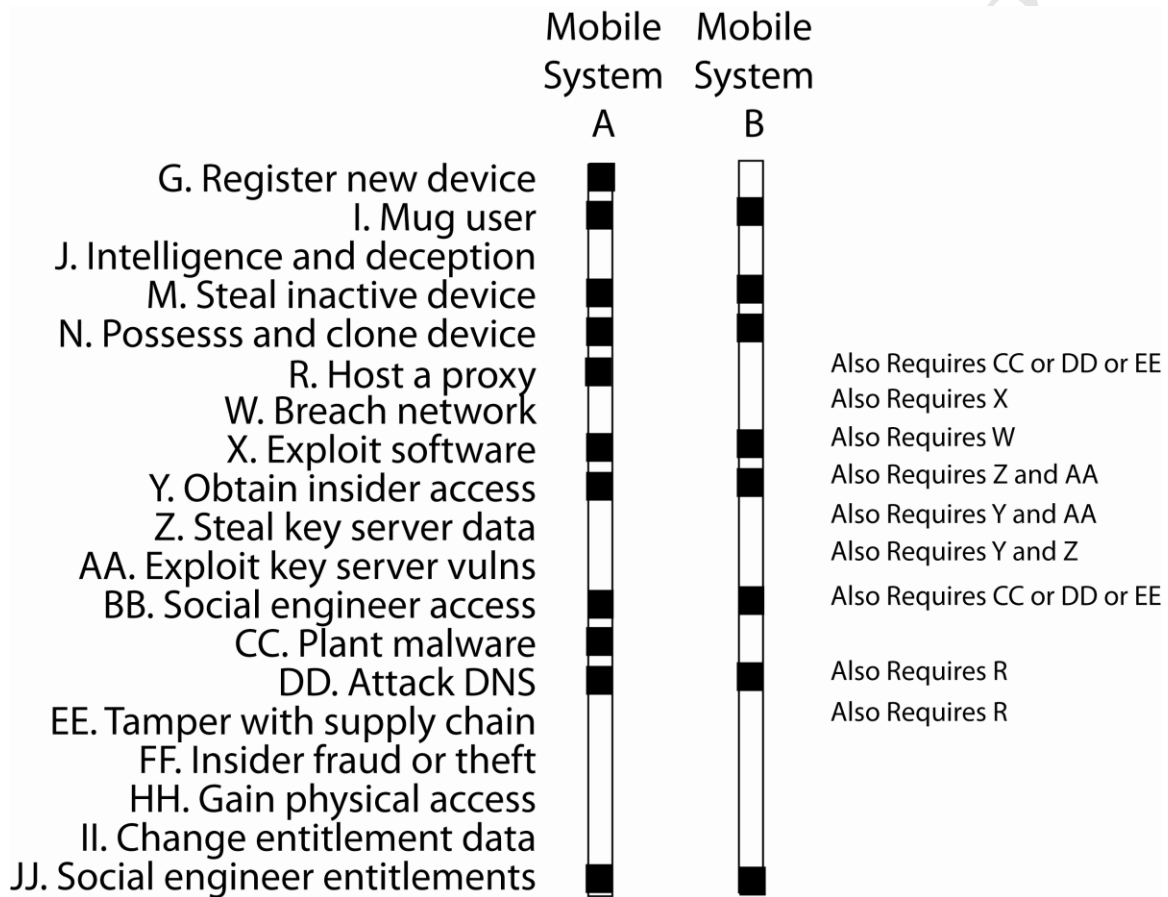 Mobile Mobile
System System
A B
G. Register new device
I. Mug user
J. Intelligence and deception
M. Steal inactive device
N. Possesss and clone device
R. Host a proxy Also Requires CC or DD or EE
W. Breach network Also Requires X
X. Exploit software Also Requires W
Y. Obtain insider access Also Requires Z and AA
Z. Steal key server data Also Requires Y and AA
AA. Exploit key server vulns Also Requires Y and Z
BB. Social engineer access Also Requires CC or DD or EE
CC. Plant malware
DD. Attack DNS Also Requires R
EE. Tamper with supply chain Also Requires R
FF. Insider fraud or theft
HH. Gain physical access
II. Change entitlement data
JJ. Social engineer entitlements